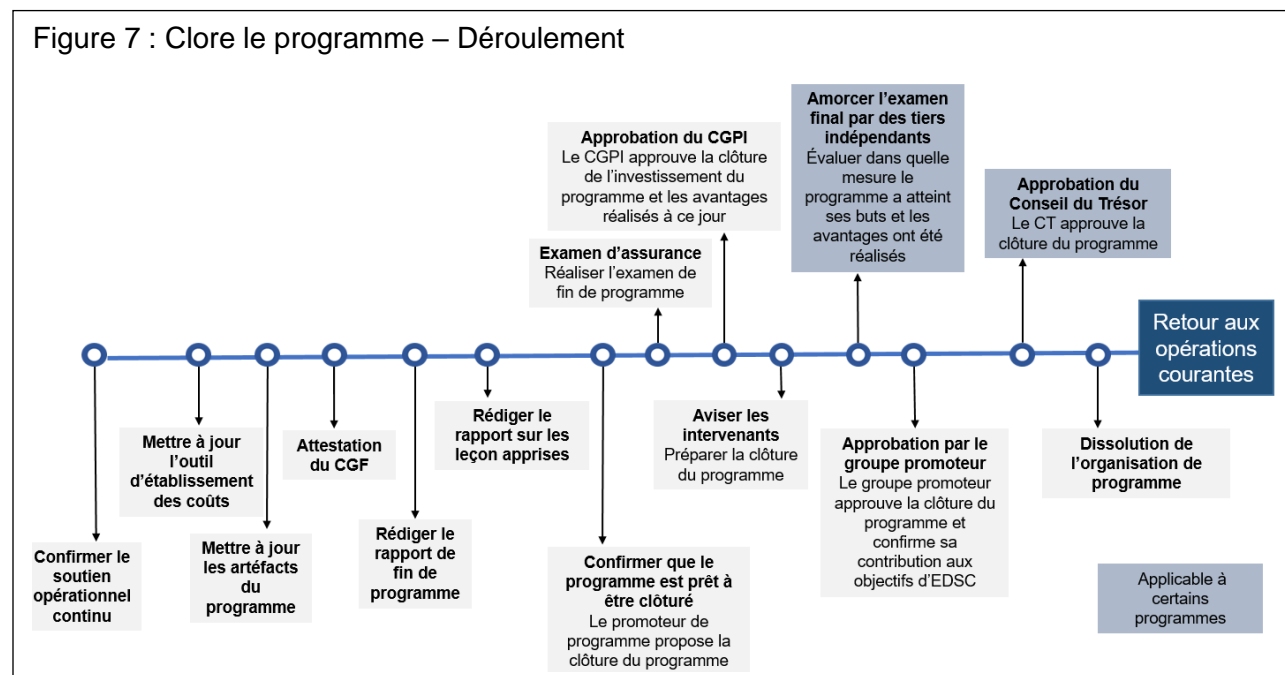 Figure 7 : Clore le programme – Déroulement
Approbation du CGPI
Le CGPI approuve la clôture
de l'investissement du
programme et les avantages
réalisés à ce jour
Amorcer l'examen
final par des tiers
indépendants
Évaluer dans quelle
mesure le
programme a atteint
ses buts et les
avantages ont été
réalisés
Approbation du
Conseil du Trésor
Le CT approuve la
clôture du programme
Examen d'assurance
Réaliser l'examen de
fin de programme
Retour aux
opérations
courantes
Confirmer le
soutien
opérationnel
continu
Mettre à jour
l'outil
d'établissement
des coûts
Mettre à jour
les artéfacts
du
programme
Attestation
du CGF
Rédiger le
rapport de
fin de
programme
Rédiger le
rapport sur les
leçon apprises
Confirmer que le
programme est prêt à
être clôturé
Le promoteur de
programme propose la
clôture du programme
Aviser les
intervenants
Préparer la clôture
du programme
Approbation par le
groupe promoteur
Le groupe promoteur
approuve la clôture du
programme et
confirme sa
contribution aux
objectifs d'EDSC
Dissolution de
l'organisation de
programme
Applicable à
certains
programmes